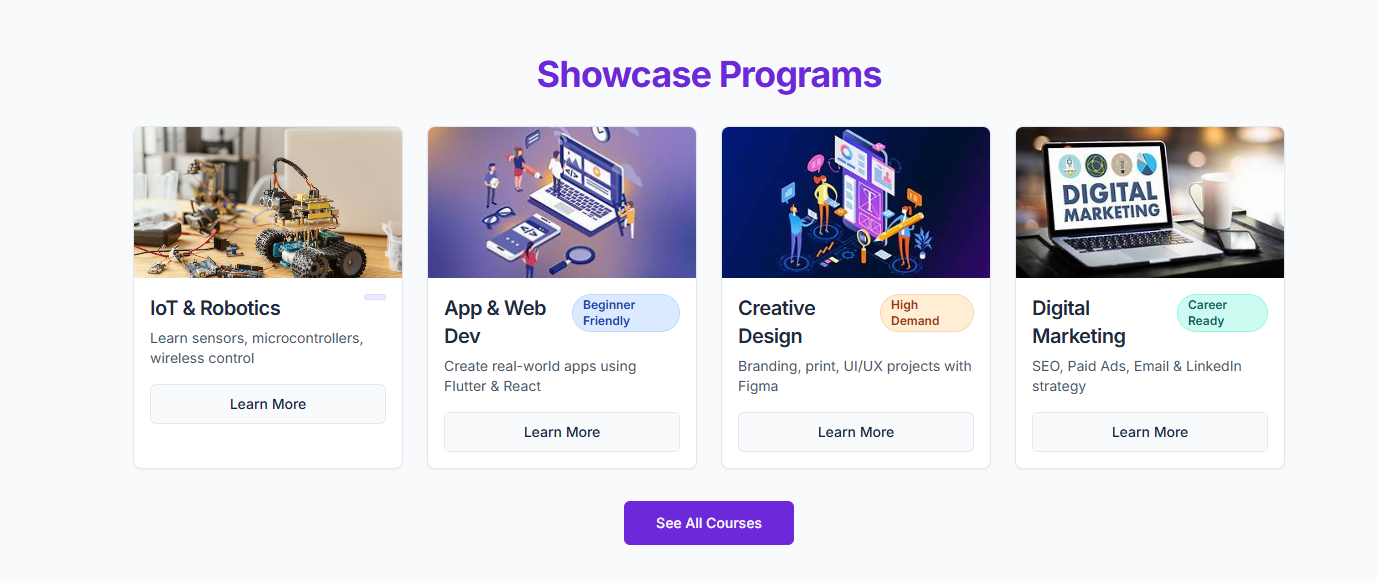 Showcase Programs
DIGITAL
MARKETING
IoT & Robotics
Learn sensors, microcontrollers,
wireless control
Learn More
App & Web
Dev
Beginner
Friendly
Create real-world apps using
Flutter & React
Learn More
Creative
Design
High
Demand
Branding, print, UI/UX projects with
Figma
Learn More
Digital
Marketing
Career
Ready
SEO, Paid Ads, Email & LinkedIn
strategy
Learn More
See All Courses